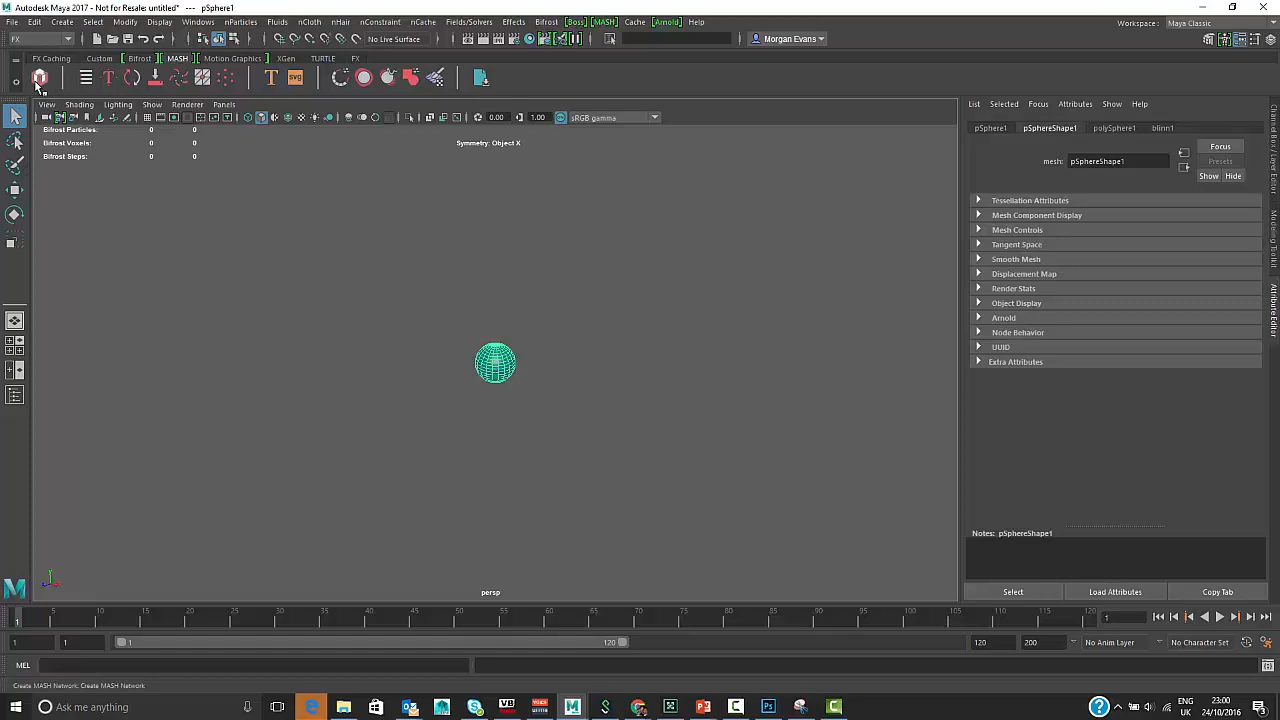 Autodesk Maya 2017 - Not for Resale: untitled*  ---  pSphere1
File Edit Create Select Modify Display Windows nParticles Fluids nCloth nHair nConstraint nCache Fields/Solvers Effects Bifrost [Boss] [MASH] Cache [Arnold] Help
Workspace : Maya Classic
FX
No Live Surface
Morgan Evans
FX Caching Custom Bifrost MASH Motion Graphics XGen TURTLE FX
T T svg
View Shading Lighting Show Renderer Panels
0.00 1.00 sRGB gamma
Bifrost Particles: 0 0
Bifrost Voxels: 0 0
Bifrost Steps: 0 0
Symmetry: Object X
persp
List Selected Focus Attributes Show Help
pSphere1 pSphereShape1 polySphere1 blinn1
mesh: pSphereShape1
Focus
Presets
Show Hide
Tessellation Attributes
Mesh Component Display
Mesh Controls
Tangent Space
Smooth Mesh
Displacement Map
Render Stats
Object Display
Arnold
Node Behavior
UUID
Extra Attributes
Notes: pSphereShape1
Select Load Attributes Copy Tab
Channel Box / Layer Editor
Modeling Toolkit
Attribute Editor
1 5 10 15 20 25 30 35 40 45 50 55 60 65 70 75 80 85 90 95 100 105 110 115 120
1
1 1 1 120 120 200 No Anim Layer No Character Set
MEL
Create MASH Network: Create MASH Network
Ask me anything
ENG
UK
23:00
24/10/2016